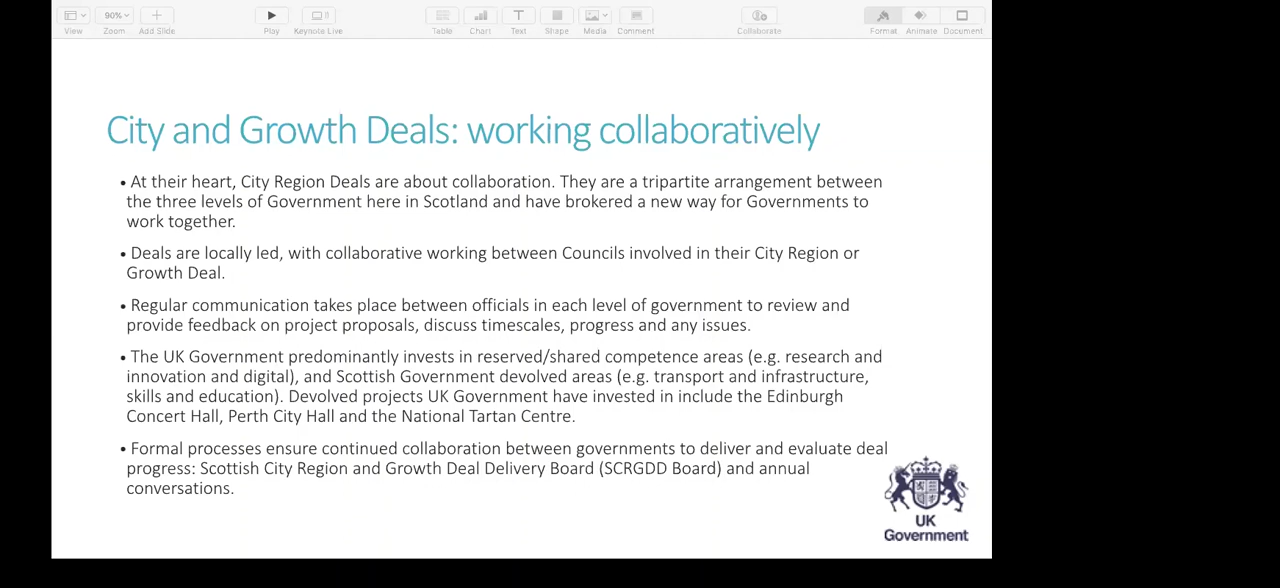 90%
View
Zoom
Add Slide
Play
Keynote Live
Table
Chart
Text
Shape
Media
Comment
Collaborate
Format
Animate
Document
City and Growth Deals: working collaboratively
• At their heart, City Region Deals are about collaboration. They are a tripartite arrangement between
the three levels of Government here in Scotland and have brokered a new way for Governments to
work together.
• Deals are locally led, with collaborative working between Councils involved in their City Region or
Growth Deal.
• Regular communication takes place between officials in each level of government to review and
provide feedback on project proposals, discuss timescales, progress and any issues.
• The UK Government predominantly invests in reserved/shared competence areas (e.g. research and
innovation and digital), and Scottish Government devolved areas (e.g. transport and infrastructure,
skills and education). Devolved projects UK Government have invested in include the Edinburgh
Concert Hall, Perth City Hall and the National Tartan Centre.
• Formal processes ensure continued collaboration between governments to deliver and evaluate deal
progress: Scottish City Region and Growth Deal Delivery Board (SCRGDD Board) and annual
conversations.
UK
Government